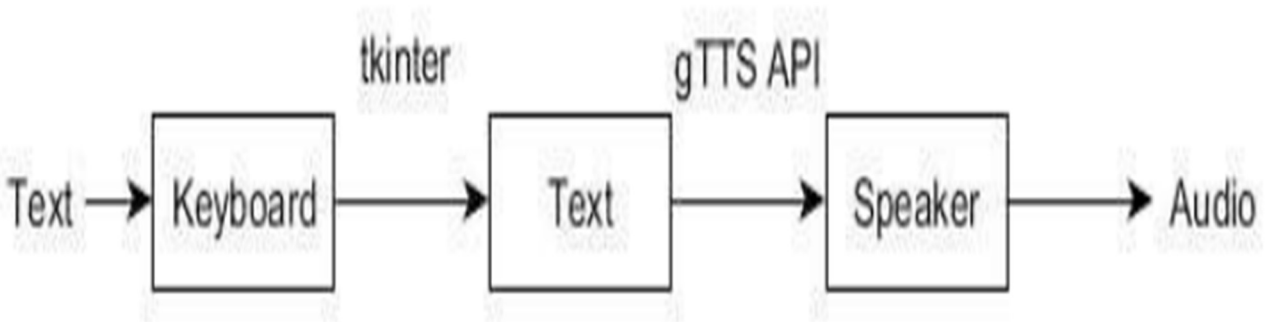 tkinter
gTTS API
Text
Keyboard
Text
Speaker
Audio